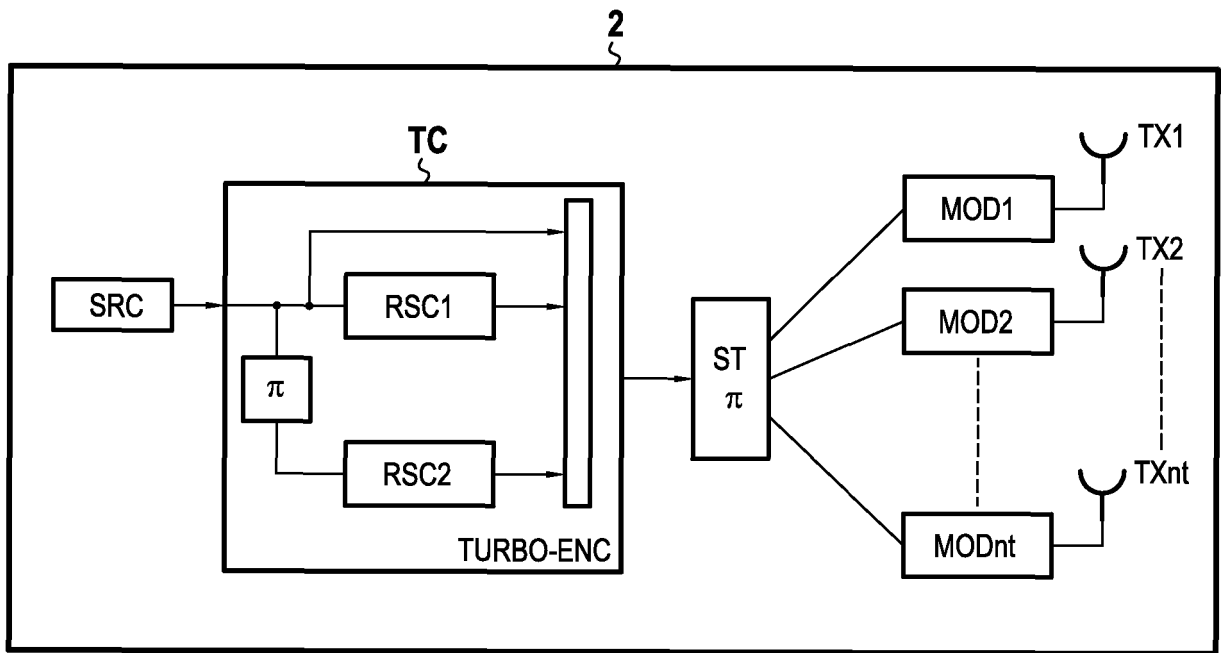 2
TC
SRC
π
RSC1
RSC2
TURBO-ENC
ST
π
MOD1
MOD2
MODnt
TX1
TX2
TXnt